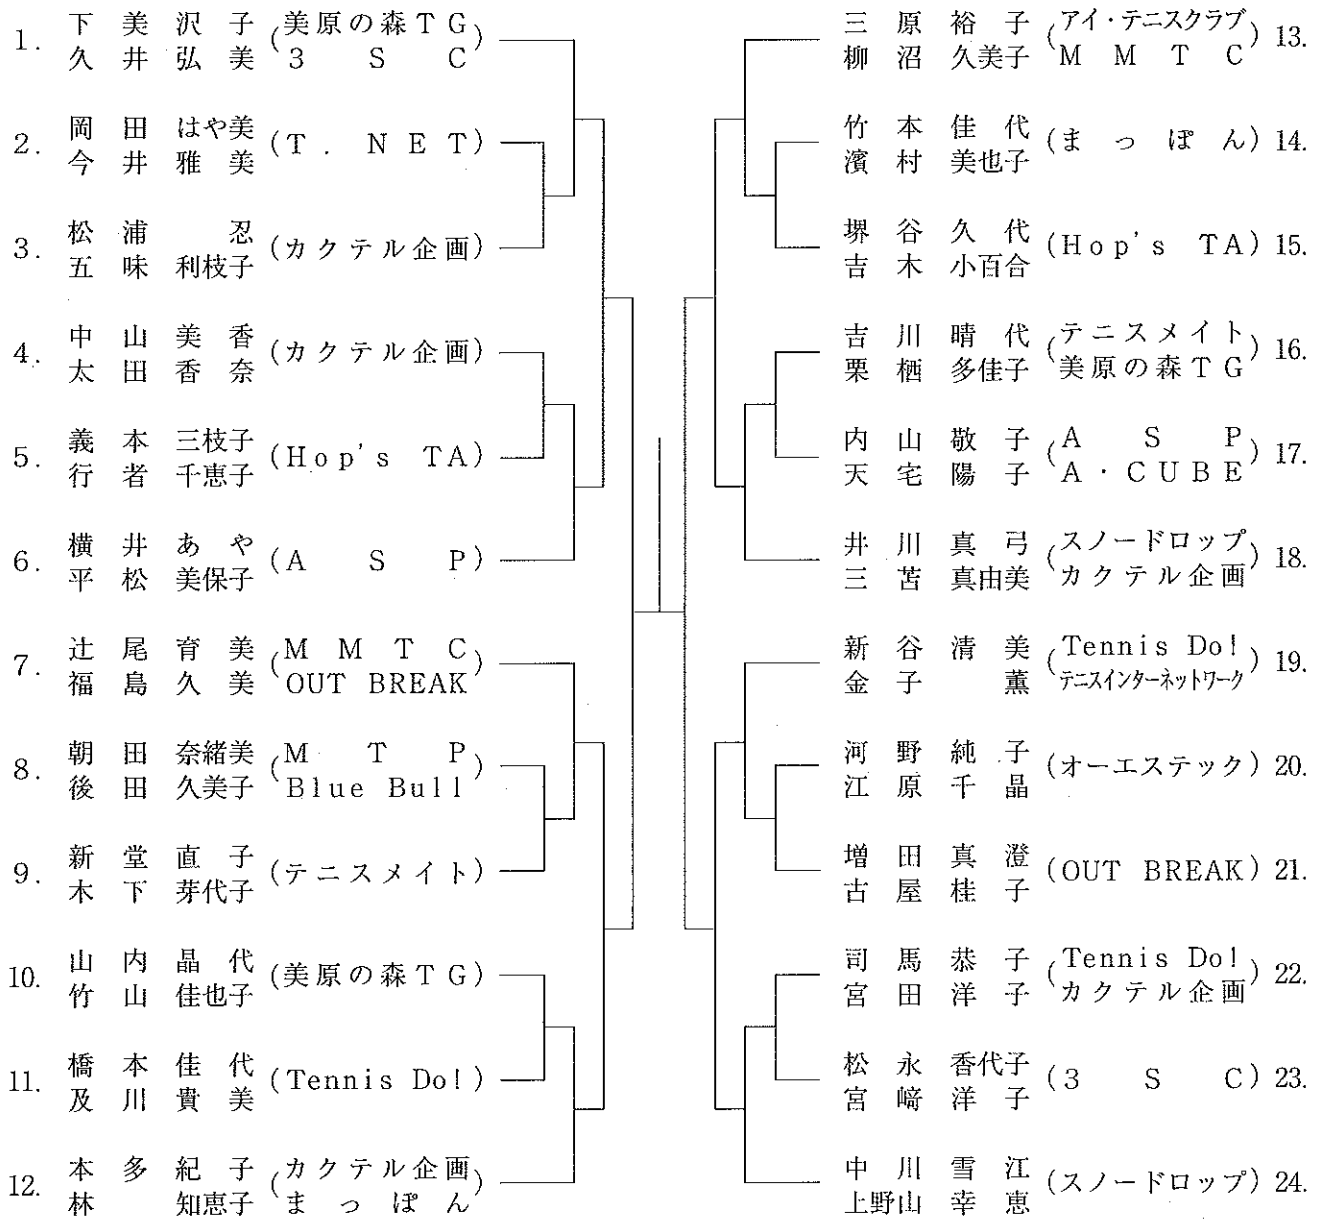 1. 下美沢子 (美原の森TG
久井弘美 3SC)
2. 岡田はや美 (T.NET)
今井雅美
3. 松浦忍 (カクテル企画)
五味利枝子
4. 中山美香 (カクテル企画)
太田香奈
5. 義本三枝子 (Hop's TA)
行者千恵子
6. 横井あや (ASP)
平松美保子
7. 辻尾育美 (MMTC
福島久美 OUT BREAK)
8. 朝田奈緒美 (MTP
後田久美子 Blue Bull)
9. 新堂直子 (テニスメイト)
木下芽代子
10. 山内晶代 (美原の森TG)
竹山佳也子
11. 橋本佳代 (Tennis Do!)
及川貴美
12. 本多紀子 (カクテル企画
林知恵子 まっぽん)
三原裕子 (アイ・テニスクラブ 13.
柳沼久美子 MMTC)
竹本佳代 (まっぽん) 14.
濱村美也子
堺谷久代 (Hop's TA) 15.
吉木小百合
吉川晴代 (テニスメイト 16.
栗栖多佳子 美原の森TG)
内山敬子 (ASP 17.
天宅陽子 A・CUBE)
井川真弓 (スノードロップ 18.
三苫真由美 カクテル企画)
新谷清美 (Tennis Do! 19.
金子薫 テニスインターネットワーク)
河野純子 (オーエステック) 20.
江原千晶
増田真澄 (OUT BREAK) 21.
古屋桂子
司馬恭子 (Tennis Do! 22.
宮田洋子 カクテル企画)
松永香代子 (3SC) 23.
宮﨑洋子
中川雪江 (スノードロップ) 24.
上野山幸恵